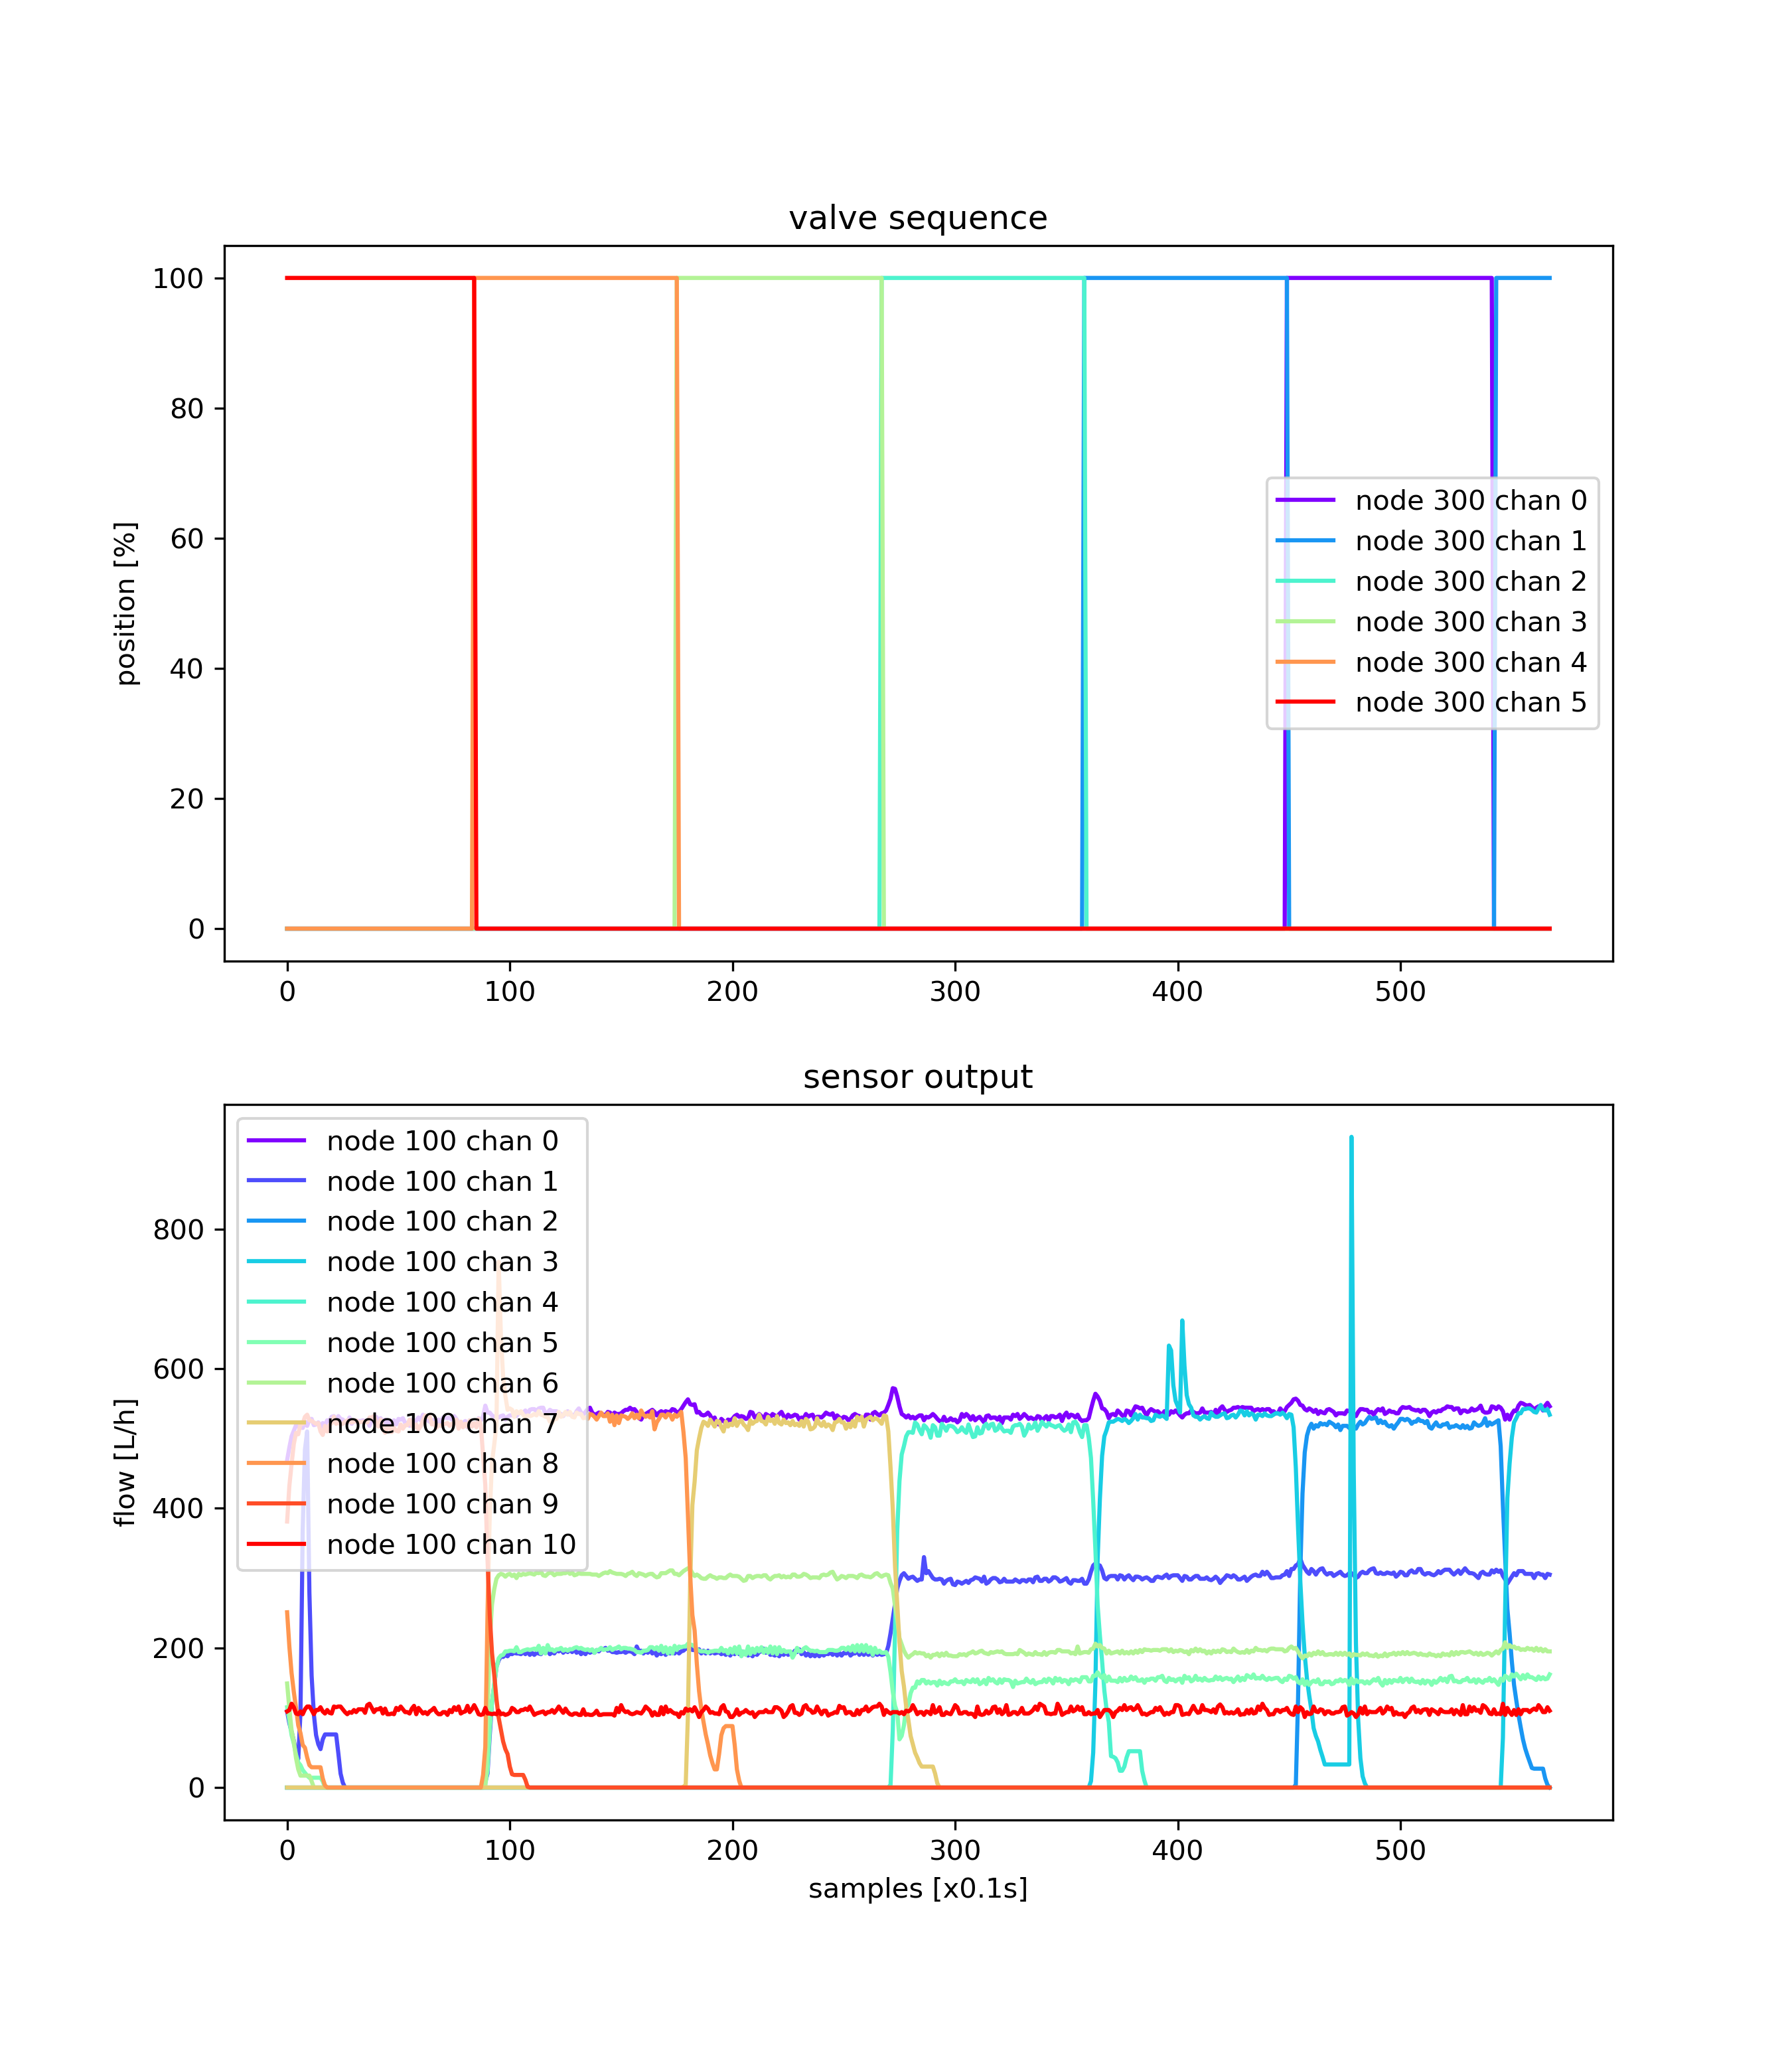 valve sequence
100
80
60
40
20
0
position [%]
node 300 chan 0
node 300 chan 1
node 300 chan 2
node 300 chan 3
node 300 chan 4
node 300 chan 5
0 100 200 300 400 500
sensor output
800
600
400
200
0
flow [L/h]
node 100 chan 0
node 100 chan 1
node 100 chan 2
node 100 chan 3
node 100 chan 4
node 100 chan 5
node 100 chan 6
node 100 chan 7
node 100 chan 8
node 100 chan 9
node 100 chan 10
0 100 200 300 400 500
samples [x0.1s]